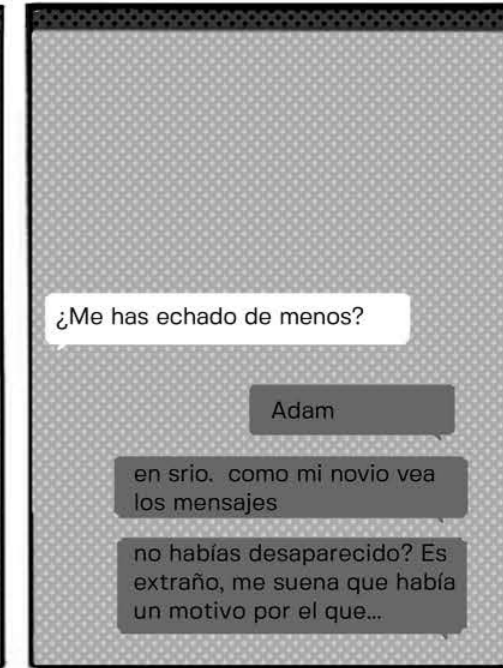 ¿Me has echado de menos?
Adam
en srio. como mi novio vea
los mensajes
no habías desaparecido? Es
extraño, me suena que había
un motivo por el que...